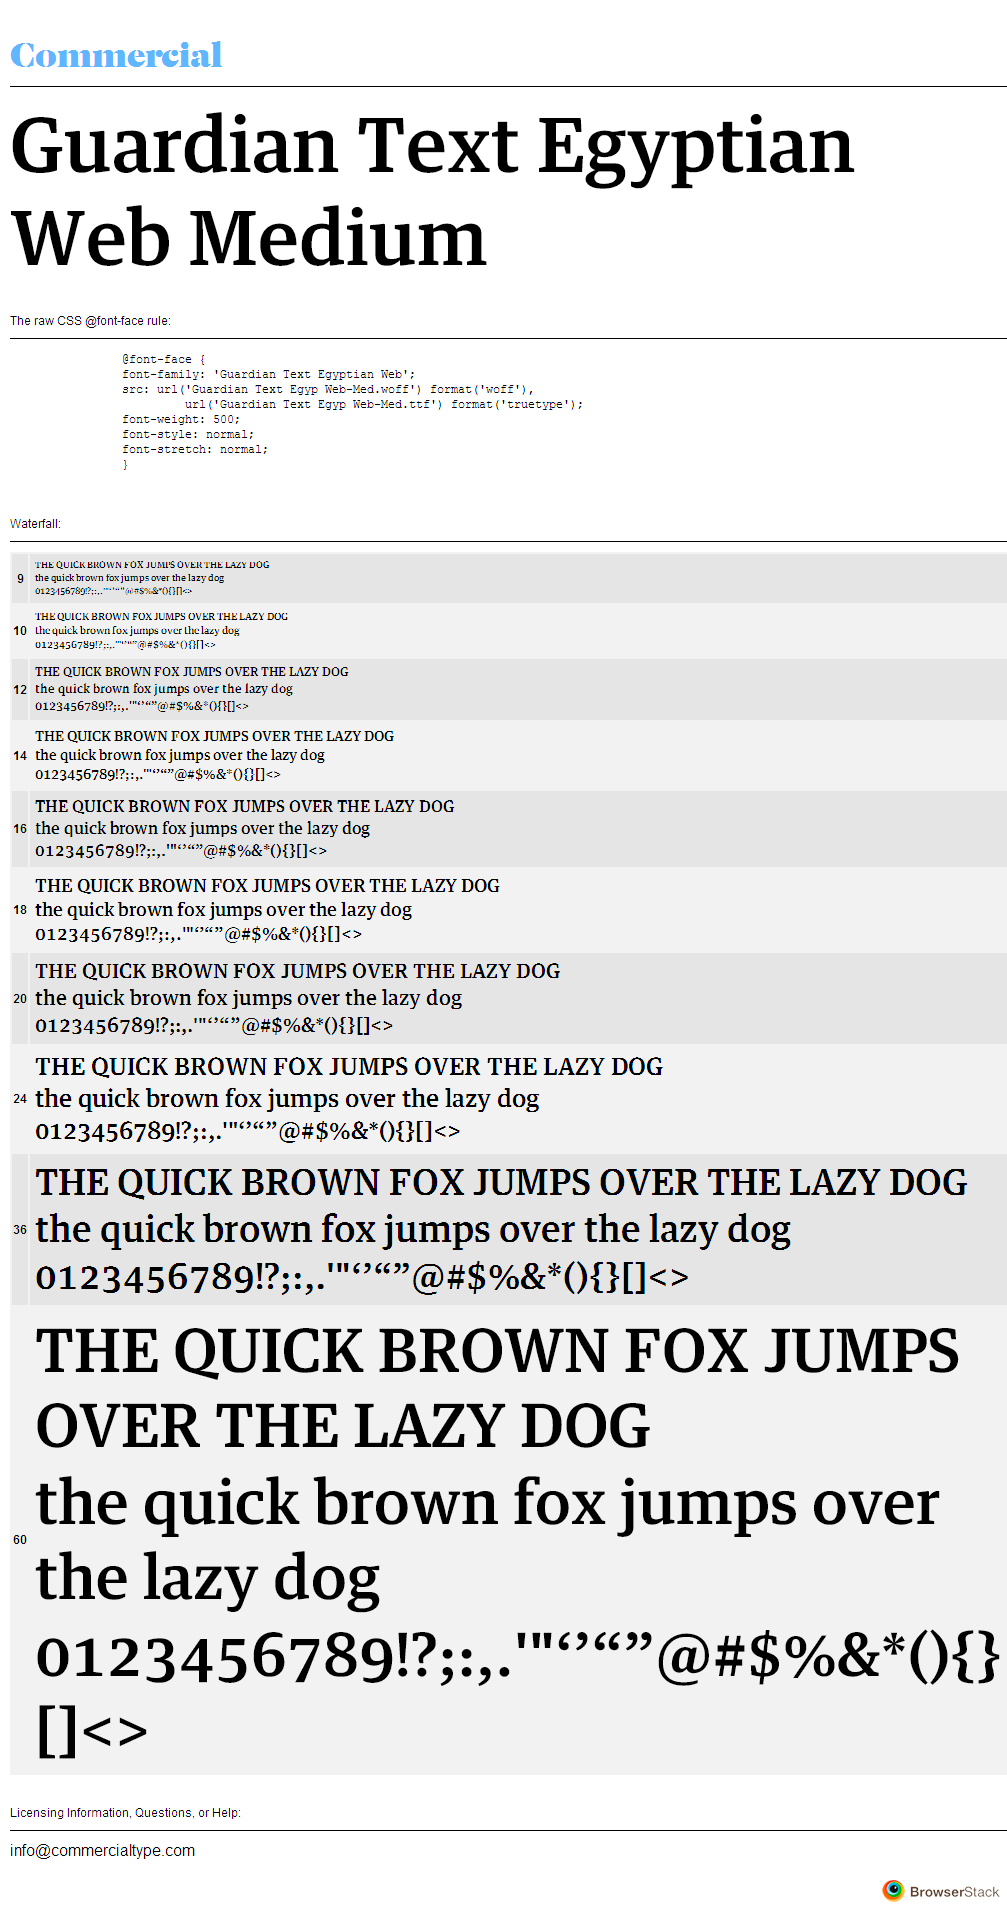 Commercial
Guardian Text Egyptian
Web Medium
The raw CSS @font-face rule:
@font-face {
font-family: 'Guardian Text Egyptian Web';
src: url('Guardian Text Egyp Web-Med.woff') format('woff'),
url('Guardian Text Egyp Web-Med.ttf') format('truetype');
font-weight: 500;
font-style: normal;
font-stretch: normal;
}
Waterfall:
THE QUICK BROWN FOX JUMPS OVER THE LAZY DOG
9 the quick brown fox jumps over the lazy dog
0123456789!?;:,.'"‘’“”@#$%&*(){}[]<>
THE QUICK BROWN FOX JUMPS OVER THE LAZY DOG
10 the quick brown fox jumps over the lazy dog
0123456789!?;:,.'"‘’“”@#$%&*(){}[]<>
THE QUICK BROWN FOX JUMPS OVER THE LAZY DOG
12 the quick brown fox jumps over the lazy dog
0123456789!?;:,.'"‘’“”@#$%&*(){}[]<>
THE QUICK BROWN FOX JUMPS OVER THE LAZY DOG
14 the quick brown fox jumps over the lazy dog
0123456789!?;:,.'"‘’“”@#$%&*(){}[]<>
THE QUICK BROWN FOX JUMPS OVER THE LAZY DOG
16 the quick brown fox jumps over the lazy dog
0123456789!?;:,.'"‘’“”@#$%&*(){}[]<>
THE QUICK BROWN FOX JUMPS OVER THE LAZY DOG
18 the quick brown fox jumps over the lazy dog
0123456789!?;:,.'"‘’“”@#$%&*(){}[]<>
THE QUICK BROWN FOX JUMPS OVER THE LAZY DOG
20 the quick brown fox jumps over the lazy dog
0123456789!?;:,.'"‘’“”@#$%&*(){}[]<>
THE QUICK BROWN FOX JUMPS OVER THE LAZY DOG
24 the quick brown fox jumps over the lazy dog
0123456789!?;:,.'"‘’“”@#$%&*(){}[]<>
THE QUICK BROWN FOX JUMPS OVER THE LAZY DOG
36 the quick brown fox jumps over the lazy dog
0123456789!?;:,.'"‘’“”@#$%&*(){}[]<>
THE QUICK BROWN FOX JUMPS
OVER THE LAZY DOG
the quick brown fox jumps over
60 the lazy dog
0123456789!?;:,.'"‘’“”@#$%&*(){}
[]<>
Licensing Information, Questions, or Help:
info@commercialtype.com
BrowserStack